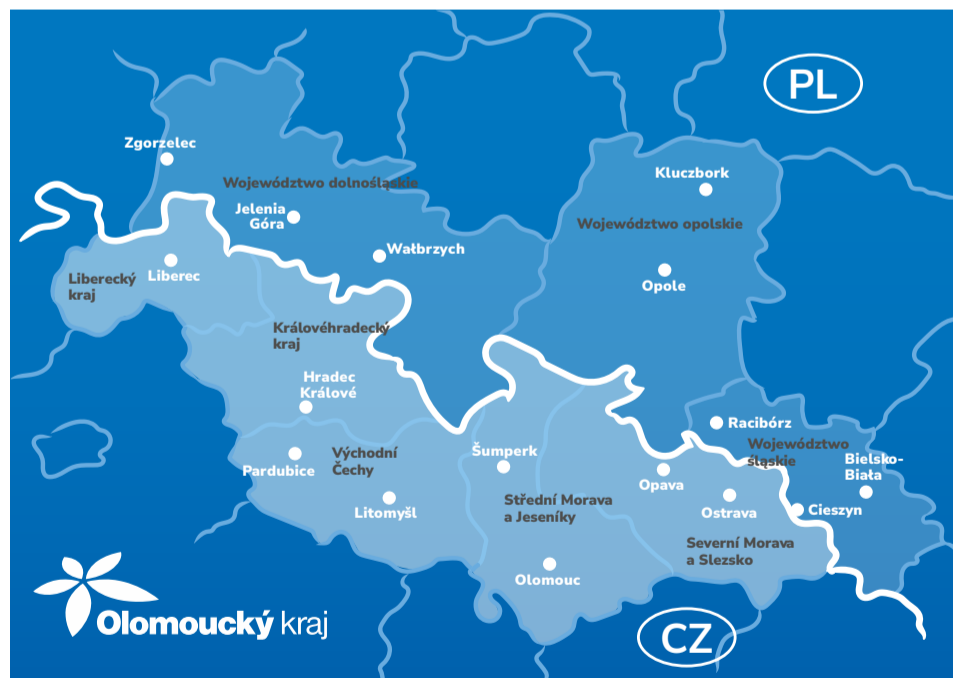 PL
Zgorzelec
Kluczbork
Województwo dolnośląskie
Jelenia
Góra
Województwo opolskie
Wałbrzych
Liberecký
kraj
Liberec
Opole
Královéhradecký
kraj
Hradec
Králové
Racibórz
Východní
Čechy
Šumperk
Województwo
śląskie
Bielsko-
Biała
Pardubice
Opava
Litomyšl
Střední Morava
a Jeseníky
Ostrava
Cieszyn
Severní Morava
a Slezsko
Olomouc
Olomoucký kraj
CZ